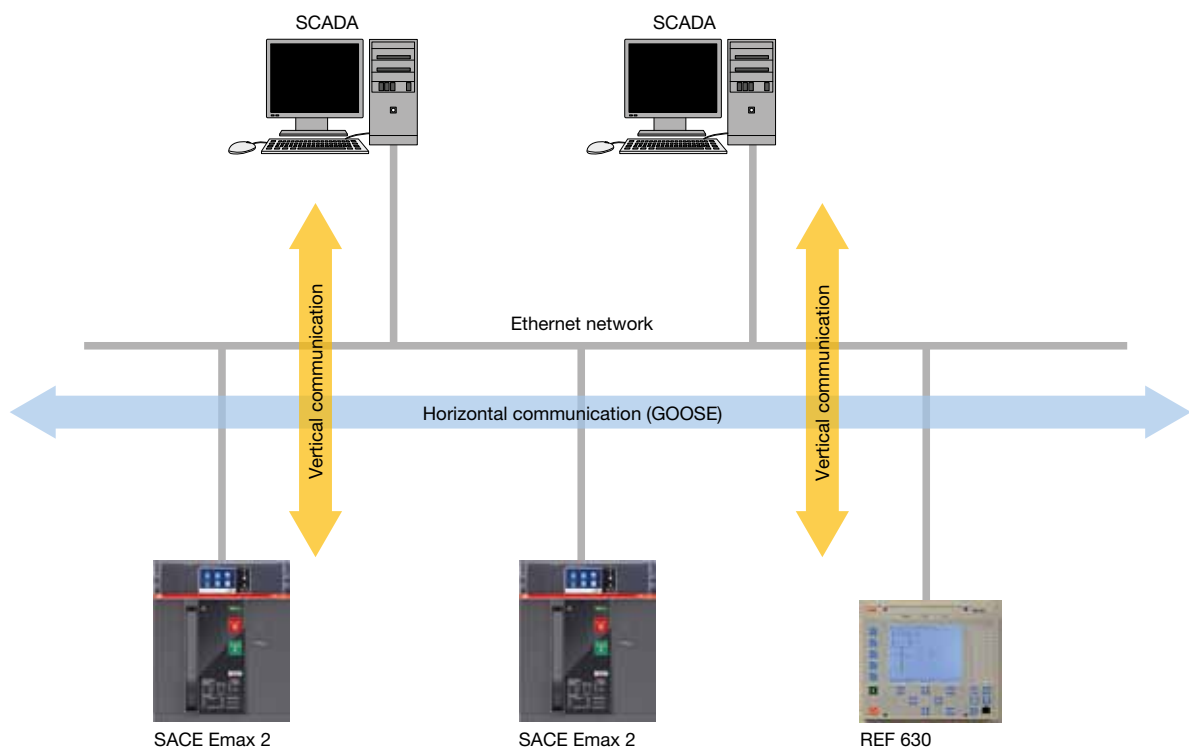 SCADA
SCADA
Ethernet network
Vertical communication
Horizontal communication (GOOSE)
Vertical communication
SACE Emax 2
SACE Emax 2
REF 630